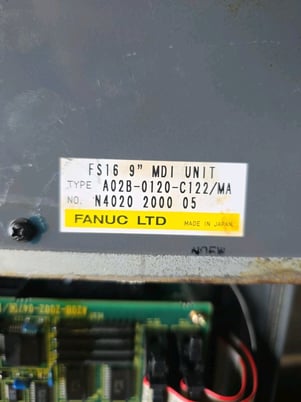 FS16 9" MDI UNIT
TYPE A02B-0120-C122/MA
NO. N4020 2000 05
FANUC LTD MADE IN JAPAN